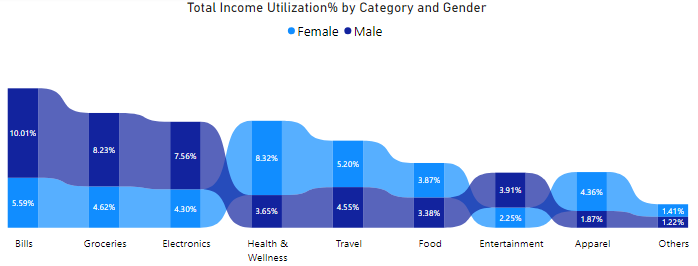 Total Income Utilization% by Category and Gender
Female Male
10.01% 8.23% 7.56% 8.32% 5.20% 3.87% 3.91% 4.36% 1.41%
5.59% 4.62% 4.30% 3.65% 4.55% 3.38% 2.25% 1.87% 1.22%
Bills Groceries Electronics Health & Travel Food Entertainment Apparel Others
Wellness